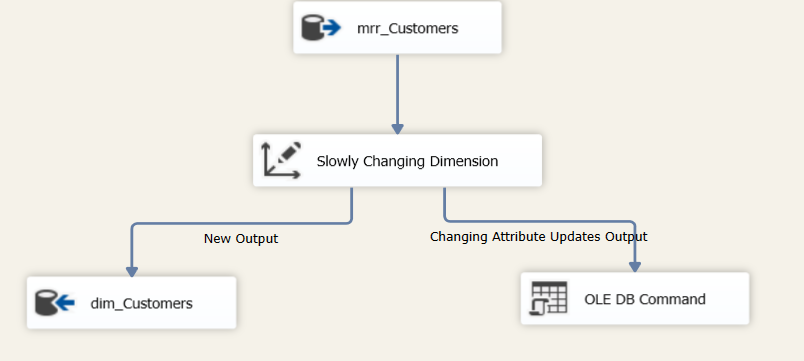 mrr_Customers
Slowly Changing Dimension
New Output
Changing Attribute Updates Output
dim_Customers
OLE DB Command